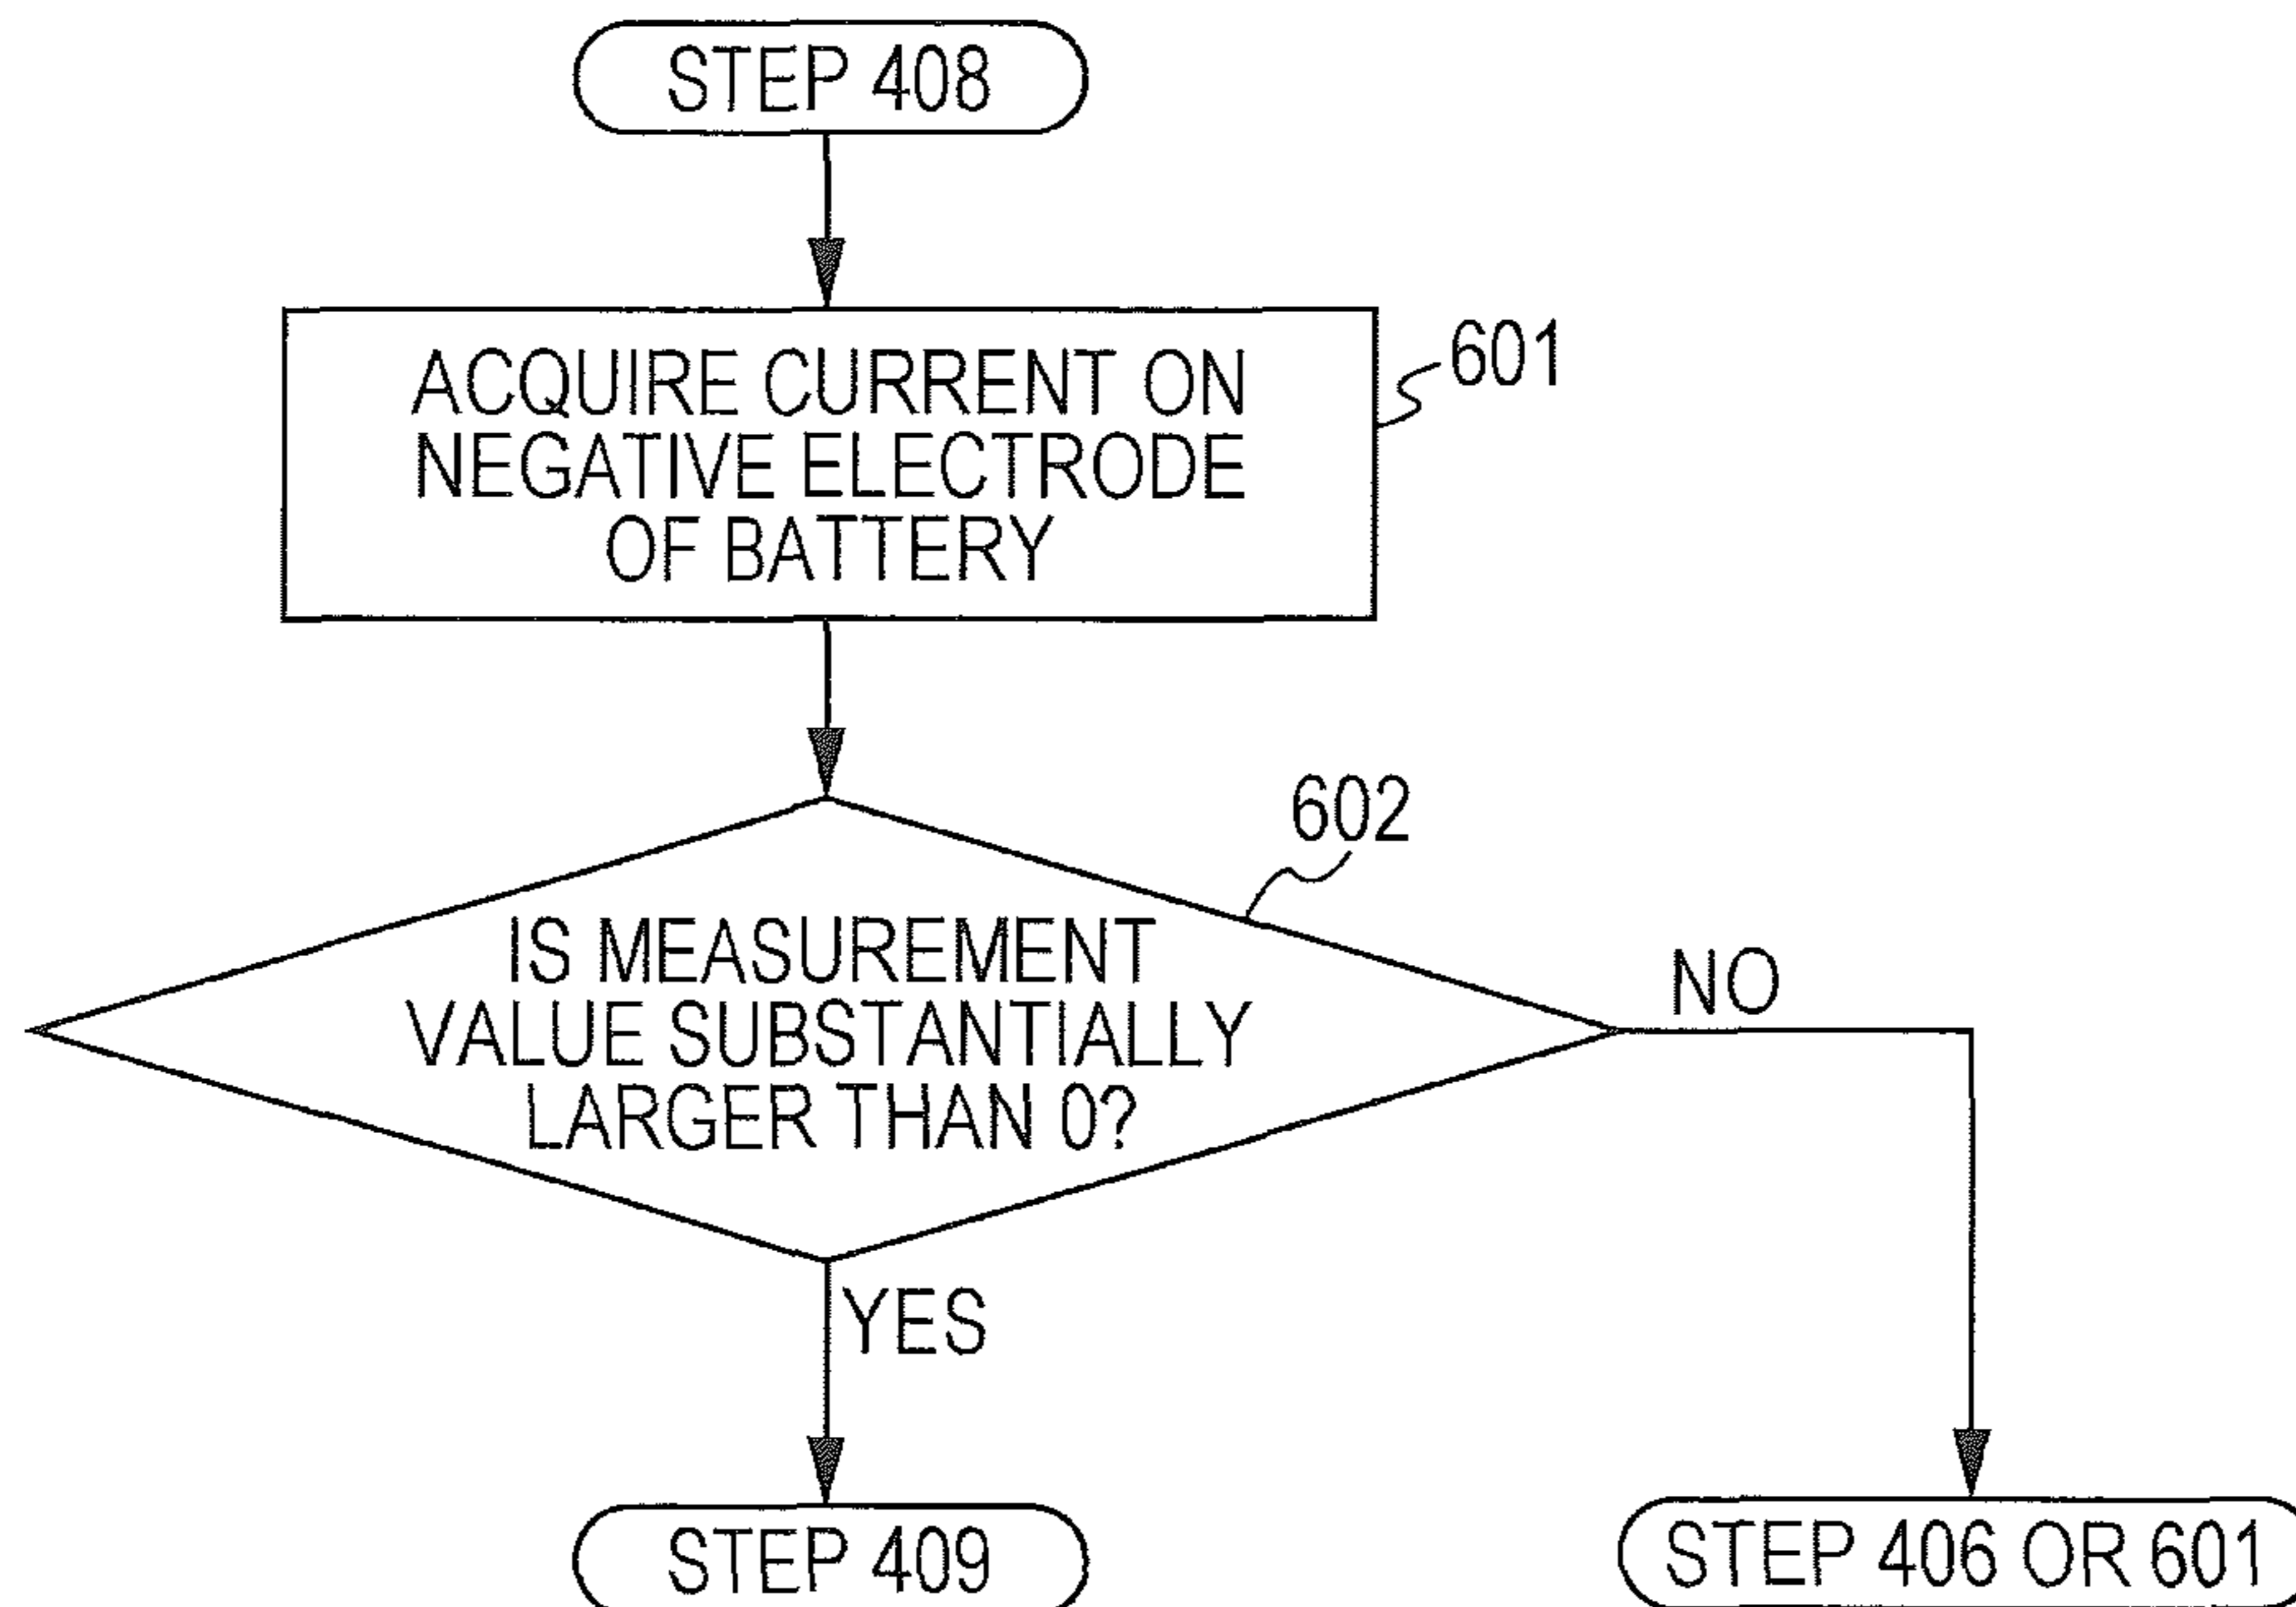 STEP 408
ACQUIRE CURRENT ON
NEGATIVE ELECTRODE
OF BATTERY
601
602
IS MEASUREMENT
VALUE SUBSTANTIALLY
LARGER THAN 0?
NO
YES
STEP 409
STEP 406 OR 601